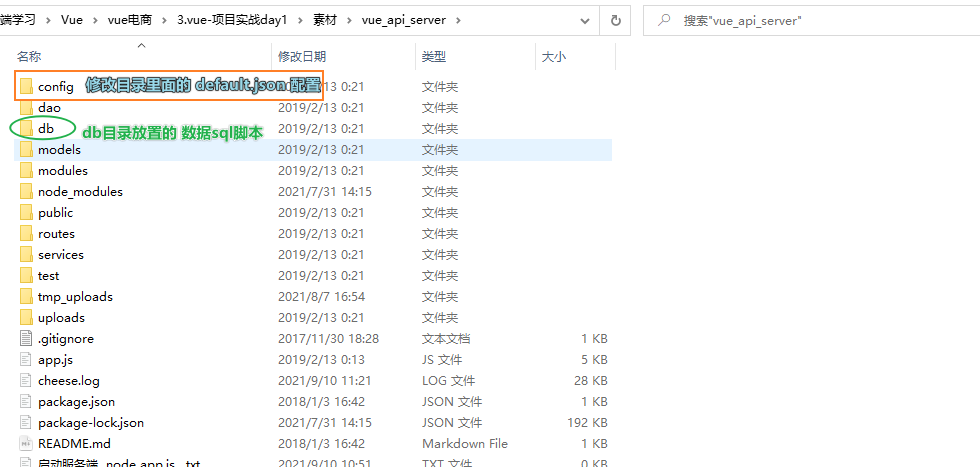 端学习 › Vue › vue电商 › 3.vue-项目实战day1 › 素材 › vue_api_server ›
搜索"vue_api_server"
名称 修改日期 类型 大小
config 修改目录里面的 default.json 配置 /13 0:21 文件夹
dao 2019/2/13 0:21 文件夹
db db目录放置的 数据sql脚本 2019/2/13 0:21 文件夹
models 2019/2/13 0:21 文件夹
modules 2019/2/13 0:21 文件夹
node_modules 2021/7/31 14:15 文件夹
public 2019/2/13 0:21 文件夹
routes 2019/2/13 0:21 文件夹
services 2019/2/13 0:21 文件夹
test 2019/2/13 0:21 文件夹
tmp_uploads 2021/8/7 16:54 文件夹
uploads 2019/2/13 0:21 文件夹
.gitignore 2017/11/30 18:28 文本文档 1 KB
app.js 2019/2/13 0:13 JS 文件 5 KB
cheese.log 2021/9/10 11:21 LOG 文件 28 KB
package.json 2018/1/3 16:42 JSON 文件 1 KB
package-lock.json 2021/7/31 14:15 JSON 文件 192 KB
README.md 2018/1/3 16:42 Markdown File 1 KB
启动服务端_node app.js_.txt 2021/9/10 10:51 TXT 文件 0 KB